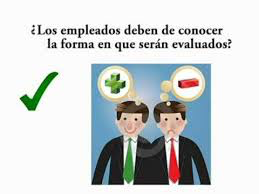 ¿Los empleados deben de conocer
la forma en que serán evaluados?